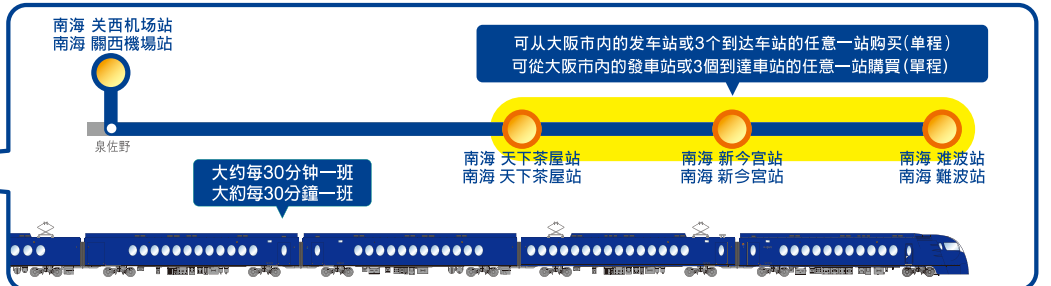 南海 关西机场站
南海 關西機場站
可从大阪市内的发车站或3个到达车站的任意一站购买(单程)
可從大阪市內的發車站或3個到達車站的任意一站購買(單程)
泉佐野
南海 天下茶屋站
南海 天下茶屋站
南海 新今宫站
南海 新今宮站
南海 难波站
南海 難波站
大约每30分钟一班
大約每30分鐘一班